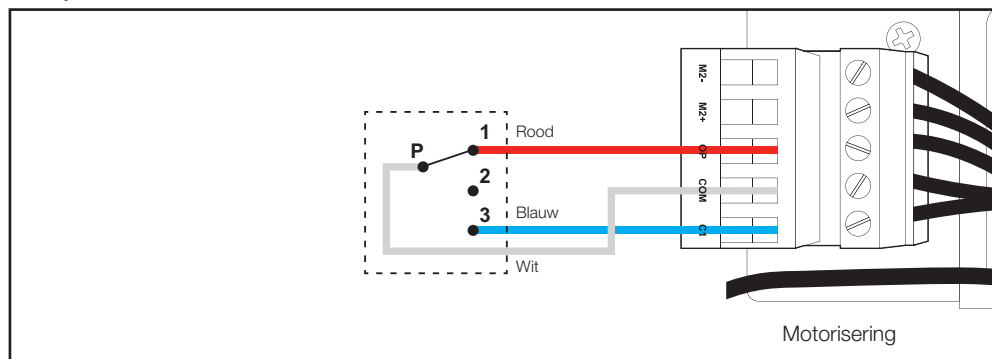 M2-
M2+
OP
COM
C1
P
1
Rood
2
3
Blauw
Wit
Motorisering